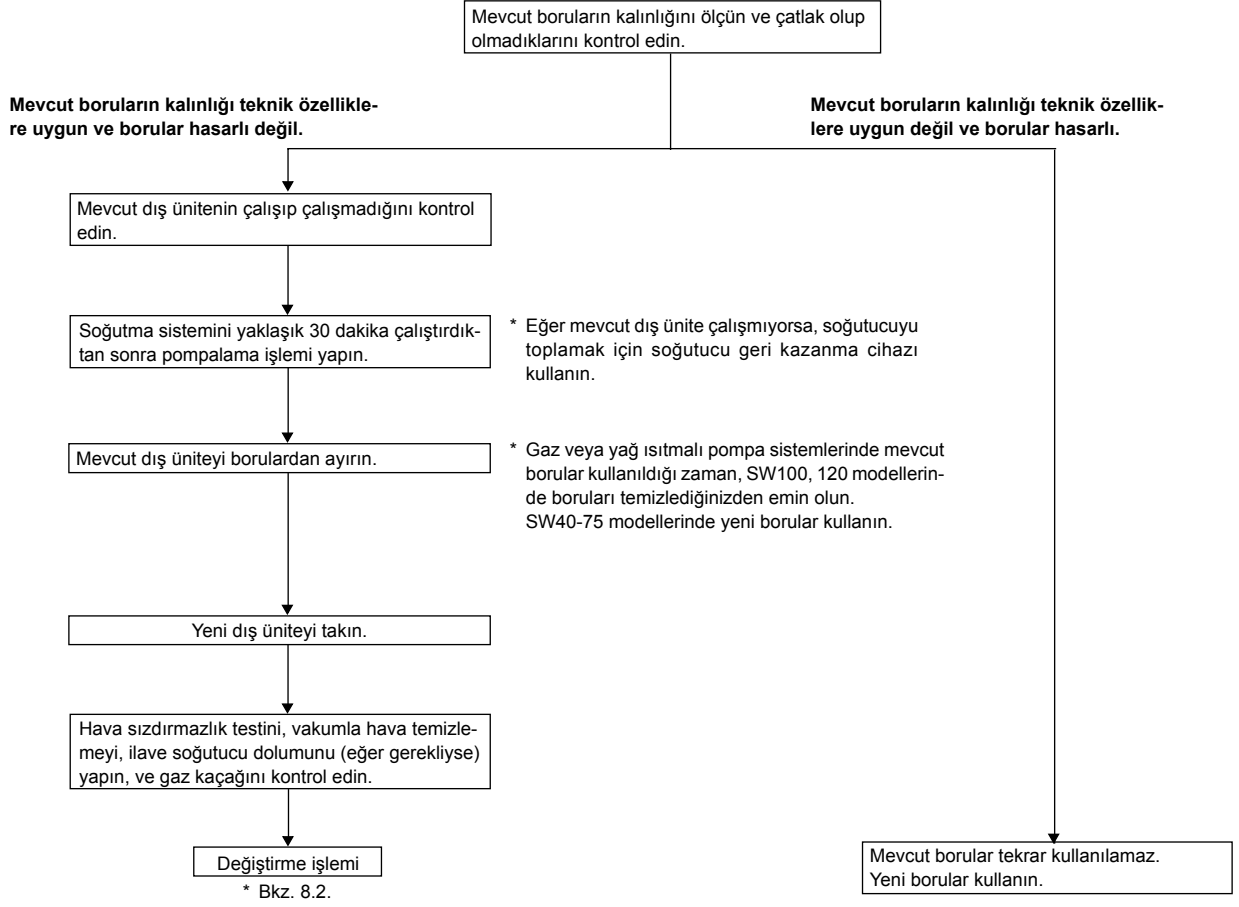 Mevcut boruların kalınlığını ölçün ve çatlak olup
olmadıklarını kontrol edin.
Mevcut boruların kalınlığı teknik özellikle-
re uygun ve borular hasarlı değil.
Mevcut boruların kalınlığı teknik özellik-
lere uygun değil ve borular hasarlı.
Mevcut dış ünitenin çalışıp çalışmadığını kontrol
edin.
Soğutma sistemini yaklaşık 30 dakika çalıştırdık-
tan sonra pompalama işlemi yapın.
* Eğer mevcut dış ünite çalışmıyorsa, soğutucuyu
toplamak için soğutucu geri kazanma cihazı
kullanın.
Mevcut dış üniteyi borulardan ayırın.
* Gaz veya yağ ısıtmalı pompa sistemlerinde mevcut
borular kullanıldığı zaman, SW100, 120 modellerin-
de boruları temizlediğinizden emin olun.
SW40-75 modellerinde yeni borular kullanın.
Yeni dış üniteyi takın.
Hava sızdırmazlık testini, vakumla hava temizle-
meyi, ilave soğutucu dolumunu (eğer gerekliyse)
yapın, ve gaz kaçağını kontrol edin.
Değiştirme işlemi
* Bkz. 8.2.
Mevcut borular tekrar kullanılamaz.
Yeni borular kullanın.